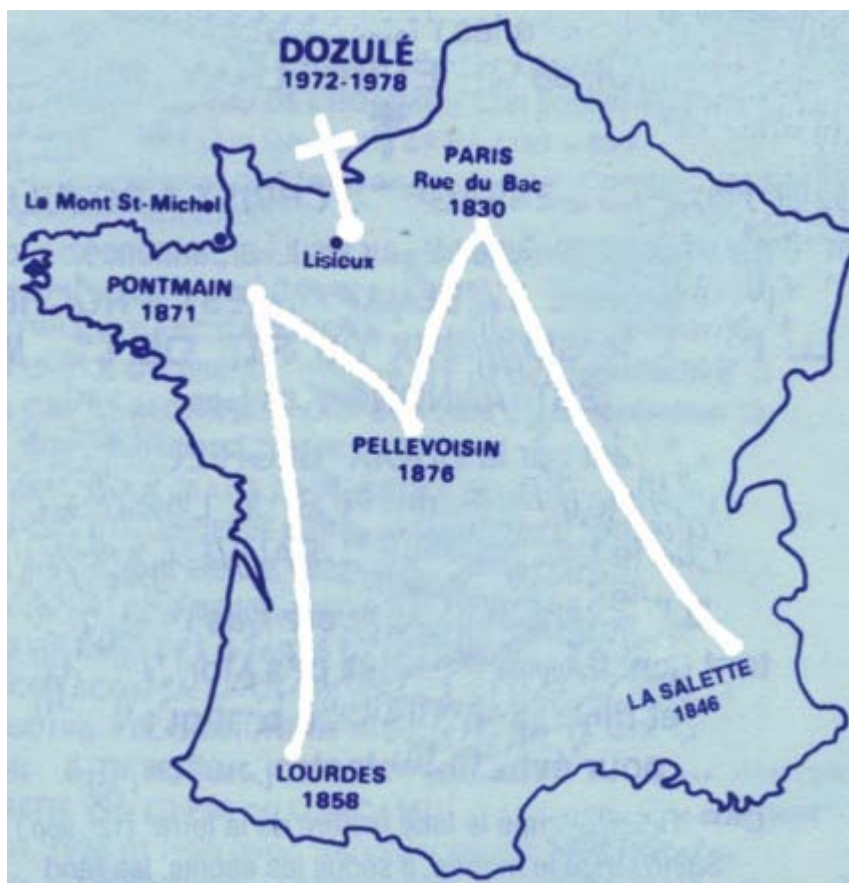 DOZULÉ
1972-1978
PARIS
Rue du Bac
1830
Le Mont St-Michel
Lisieux
PONTMAIN
1871
PELLEVOISIN
1876
LA SALETTE
1846
LOURDES
1858